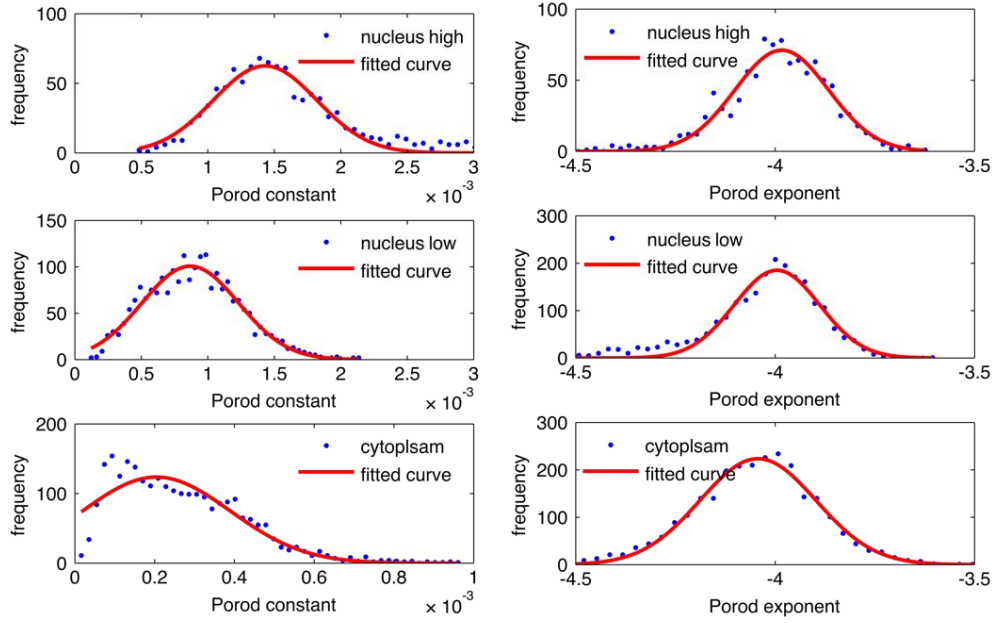 100
50
0
frequency
nucleus high
fitted curve
0 0.5 1 1.5 2 2.5 3
Porod constant
× 10⁻³
100
50
0
frequency
nucleus high
fitted curve
-4.5 -4 -3.5
Porod exponent
150
100
50
0
frequency
nucleus low
fitted curve
0 0.5 1 1.5 2 2.5 3
Porod constant
× 10⁻³
300
200
100
0
frequency
nucleus low
fitted curve
-4.5 -4 -3.5
Porod exponent
200
100
0
frequency
cytoplsam
fitted curve
0 0.2 0.4 0.6 0.8 1
Porod constant
× 10⁻³
300
200
100
0
frequency
cytoplsam
fitted curve
-4.5 -4 -3.5
Porod exponent